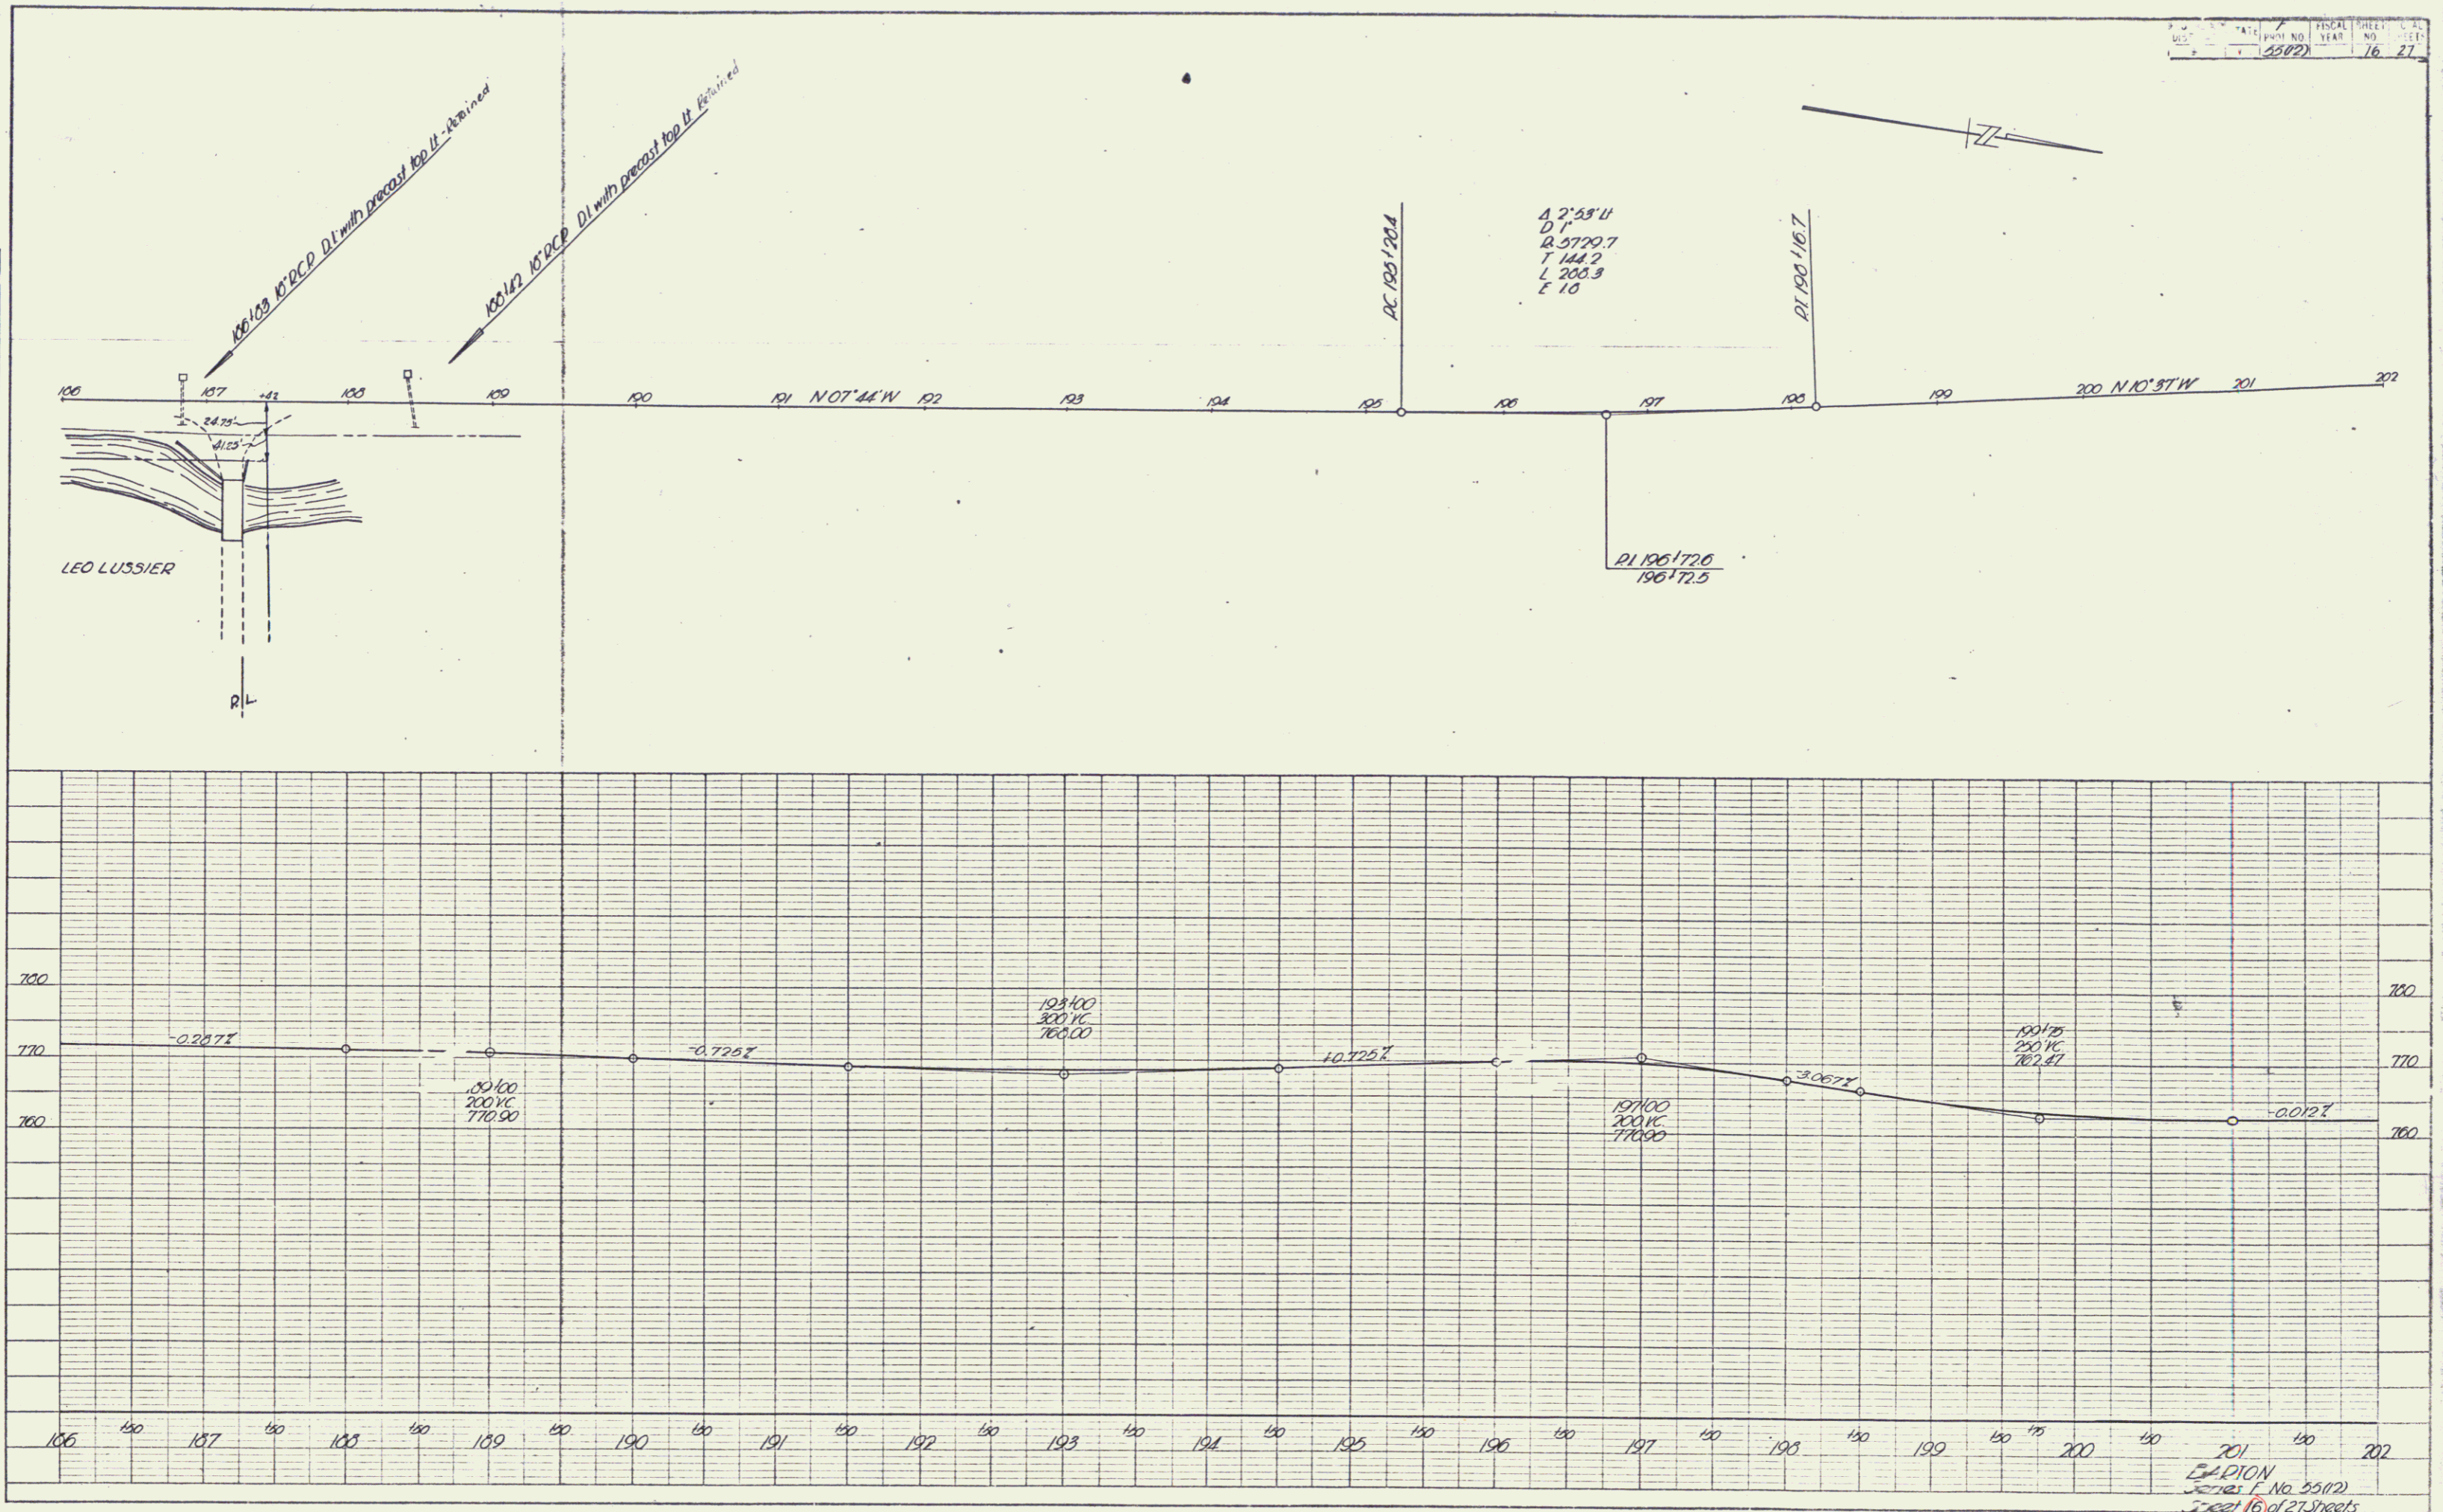 F
PROJ. NO.
FISCAL YEAR
SHEET NO.
55(12)
16
27
186+83 18" RCP D.I. with precast top Lt - Retained
188+42 18" RCP D.I. with precast top Lt Retained
N
P.C. 195+28.4
Δ 2°53' Lt
D 1°
R 5729.7
T 144.2
L 288.3
E 1.8
P.T. 198+16.7
186
187
+42
188
189
190
191
N 07°44' W
192
193
194
195
196
197
198
199
200
N 10°37' W
201
202
24.75'
41.25'
LEO LUSSIER
P.I. 196+72.6
196+72.5
P.L.
780
770
760
-0.287%
189+00
200' VC
770.90
-0.725%
193+00
300' VC
768.00
+0.725%
197+00
200' VC
770.90
-3.067%
199+75
250' VC
762.47
-0.012%
780
770
760
186
+50
187
+50
188
+50
189
+50
190
+50
191
+50
192
+50
193
+50
194
+50
195
+50
196
+50
197
+50
198
+50
199
+50
+75
200
+50
201
+50
202
BARTON
Series F No. 55(12)
Sheet 16 of 27 Sheets